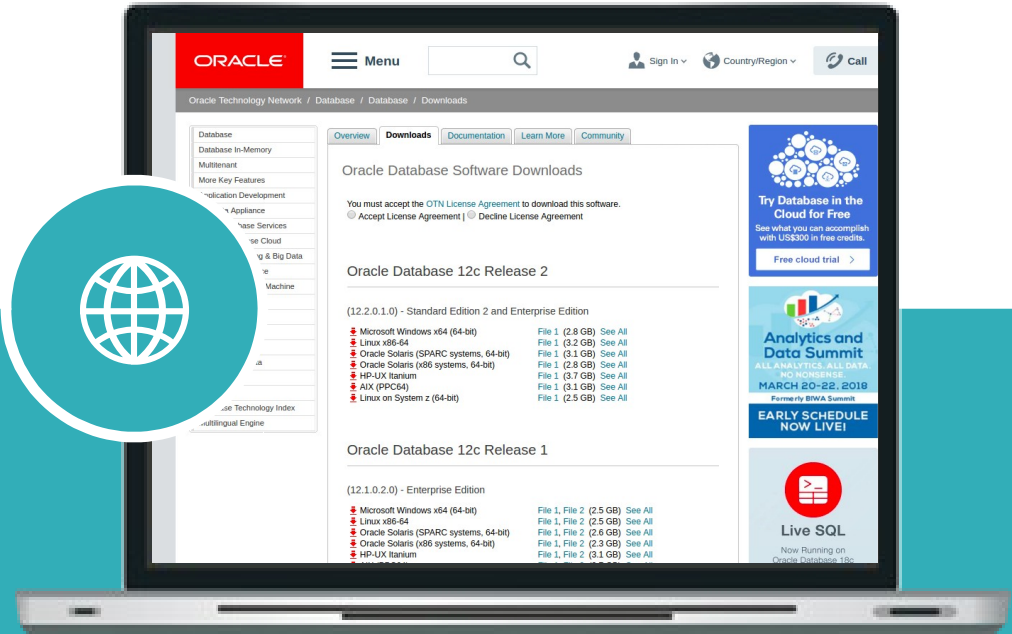 ORACLE
Menu
Sign In
Country/Region
Call
Oracle Technology Network / Database / Database / Downloads
Database
Database In-Memory
Multitenant
More Key Features
Application Development
Appliance
Services
Cloud
& Big Data
Machine
Technology Index
Multilingual Engine
Overview
Downloads
Documentation
Learn More
Community
Oracle Database Software Downloads
You must accept the OTN License Agreement to download this software.
Accept License Agreement | Decline License Agreement
Oracle Database 12c Release 2
(12.2.0.1.0) - Standard Edition 2 and Enterprise Edition
Microsoft Windows x64 (64-bit) File 1 (2.8 GB) See All
Linux x86-64 File 1 (3.2 GB) See All
Oracle Solaris (SPARC systems, 64-bit) File 1 (3.1 GB) See All
Oracle Solaris (x86 systems, 64-bit) File 1 (2.8 GB) See All
HP-UX Itanium File 1 (3.7 GB) See All
AIX (PPC64) File 1 (3.1 GB) See All
Linux on System z (64-bit) File 1 (2.5 GB) See All
Oracle Database 12c Release 1
(12.1.0.2.0) - Enterprise Edition
Microsoft Windows x64 (64-bit) File 1, File 2 (2.5 GB) See All
Linux x86-64 File 1, File 2 (2.5 GB) See All
Oracle Solaris (SPARC systems, 64-bit) File 1, File 2 (2.6 GB) See All
Oracle Solaris (x86 systems, 64-bit) File 1, File 2 (2.3 GB) See All
HP-UX Itanium File 1, File 2 (3.1 GB) See All
Try Database in the
Cloud for Free
See what you can accomplish
with US$300 in free credits.
Free cloud trial >
Analytics and
Data Summit
ALL ANALYTICS. ALL DATA.
NO NONSENSE.
MARCH 20-22, 2018
Formerly BIWA Summit
EARLY SCHEDULE
NOW LIVE!
Live SQL
Now Running on
Oracle Database 18c